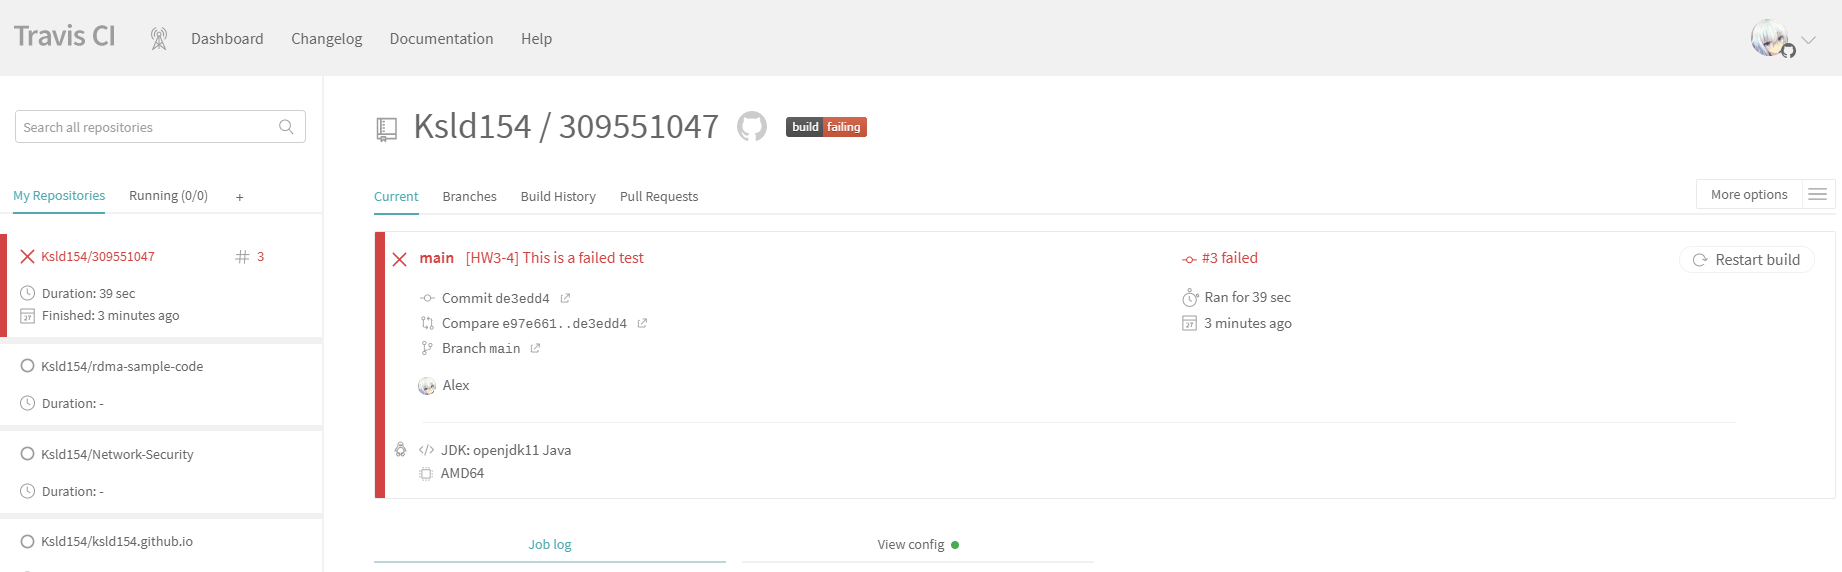 Travis CI
Dashboard
Changelog
Documentation
Help
Search all repositories
My Repositories
Running (0/0)
+
Ksld154/309551047
# 3
Duration: 39 sec
27
Finished: 3 minutes ago
Ksld154/rdma-sample-code
Duration: -
Ksld154/Network-Security
Duration: -
Ksld154/ksld154.github.io
Ksld154 / 309551047
build failing
Current
Branches
Build History
Pull Requests
More options
main [HW3-4] This is a failed test
Commit de3edd4
Compare e97e661..de3edd4
Branch main
Alex
#3 failed
Ran for 39 sec
27
3 minutes ago
Restart build
</> JDK: openjdk11 Java
AMD64
Job log
View config